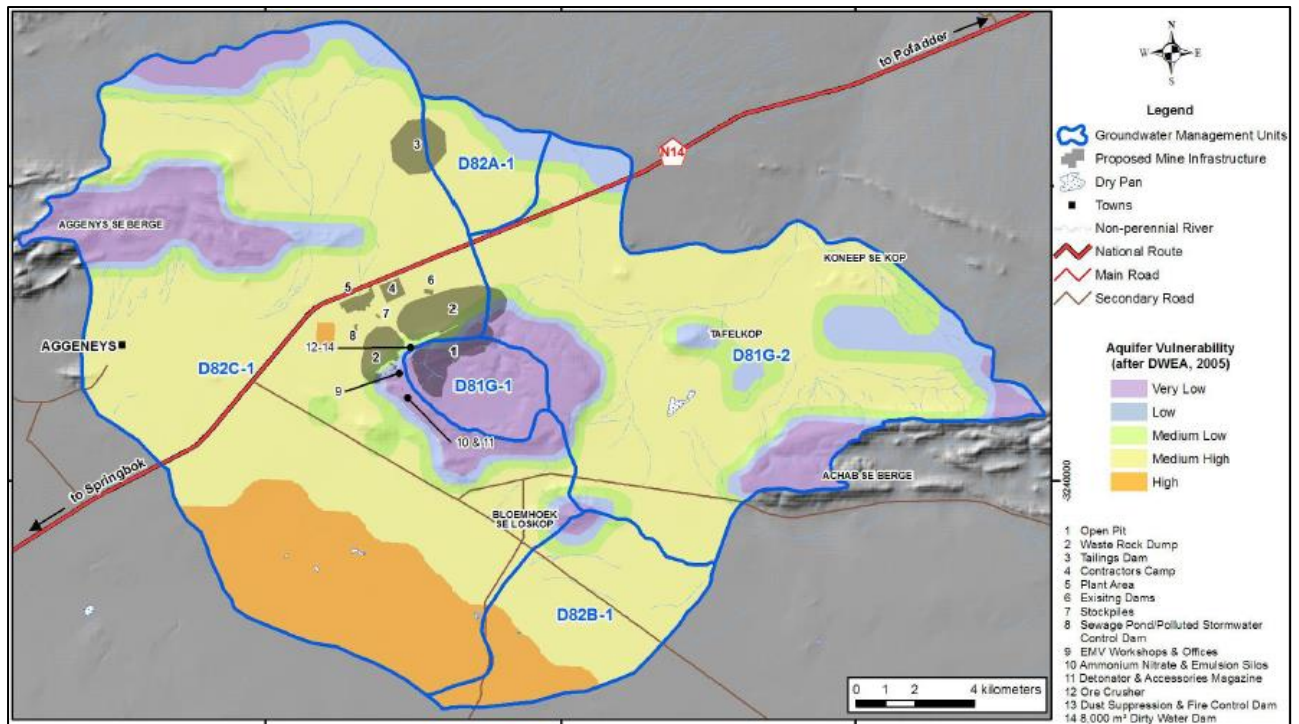 to Pofadder
N14
D82A-1
3
AGGENYS SE BERGE
KONEEP SE KOP
6
5
4
7
2
8
TAFELKOP
12-14
2
1
D81G-2
AGGENEYS
D82C-1
D81G-1
9
10 & 11
to Springbok
ACHAB SE BERGE
BLOEMHOEK
SE LOSKOP
D82B-1
0 1 2 4 kilometers
-3240000
N
W E
S
Legend
Groundwater Management Units
Proposed Mine Infrastructure
Dry Pan
Towns
Non-perennial River
National Route
Main Road
Secondary Road
Aquifer Vulnerability
(after DWEA, 2005)
Very Low
Low
Medium Low
Medium High
High
1 Open Pit
2 Waste Rock Dump
3 Tailings Dam
4 Contractors Camp
5 Plant Area
6 Exisitng Dams
7 Stockpiles
8 Sewage Pond/Polluted Stormwater
Control Dam
9 EMV Workshops & Offices
10 Ammonium Nitrate & Emulsion Silos
11 Detonator & Accessories Magazine
12 Ore Crusher
13 Dust Suppression & Fire Control Dam
14 8,000 m³ Dirty Water Dam